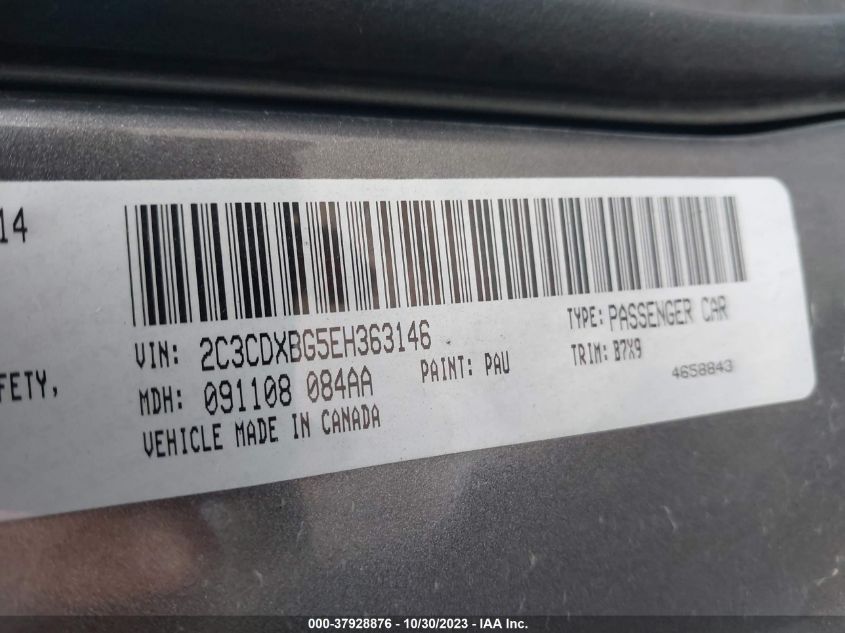 14
FETY,
VIN: 2C3CDXBG5EH363146
TYPE: PASSENGER CAR
MDH: 091108 084AA
PAINT: PAU
TRIM: B7X9
VEHICLE MADE IN CANADA
4658843
000-37928876 • 10/30/2023 - IAA Inc.